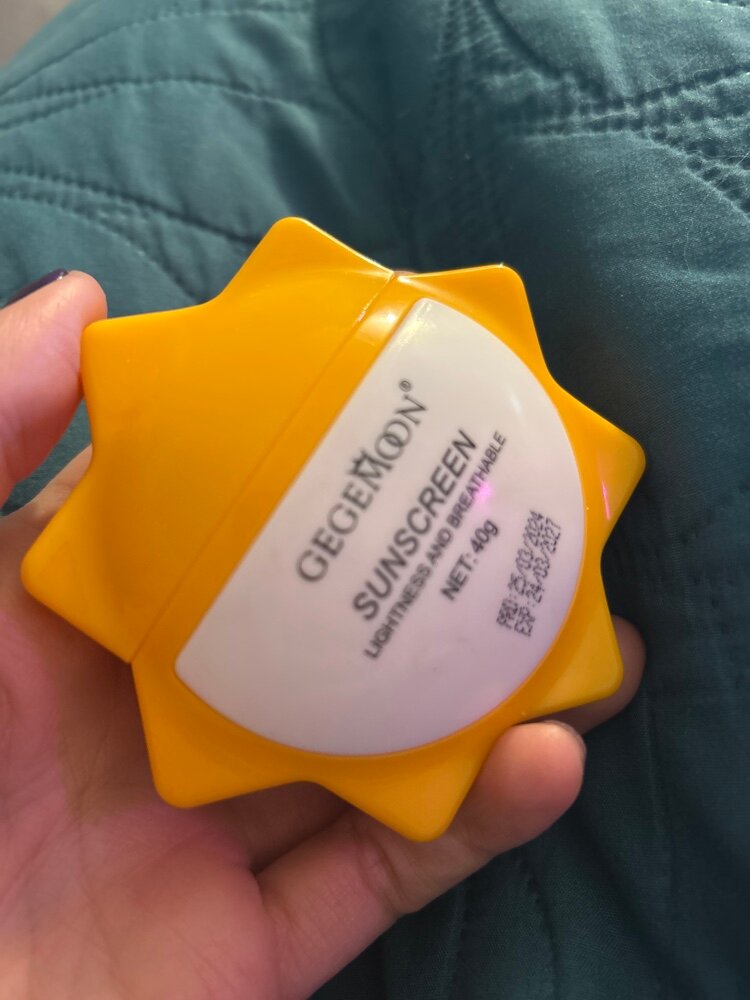 GEGEMOON®
SUNSCREEN
LIGHTNESS AND BREATHABLE
NET: 40g
PRD: 25/03/2024
EXP: 24/03/2027